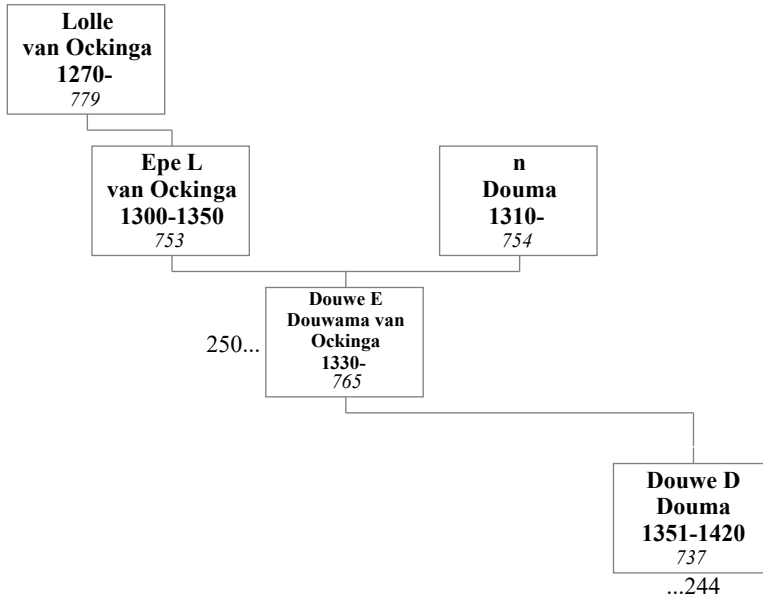 Lolle
van Ockinga
1270-
779
Epe L
van Ockinga
1300-1350
753
n
Douma
1310-
754
Douwe E
Douwama van
Ockinga
1330-
765
250...
Douwe D
Douma
1351-1420
737
...244